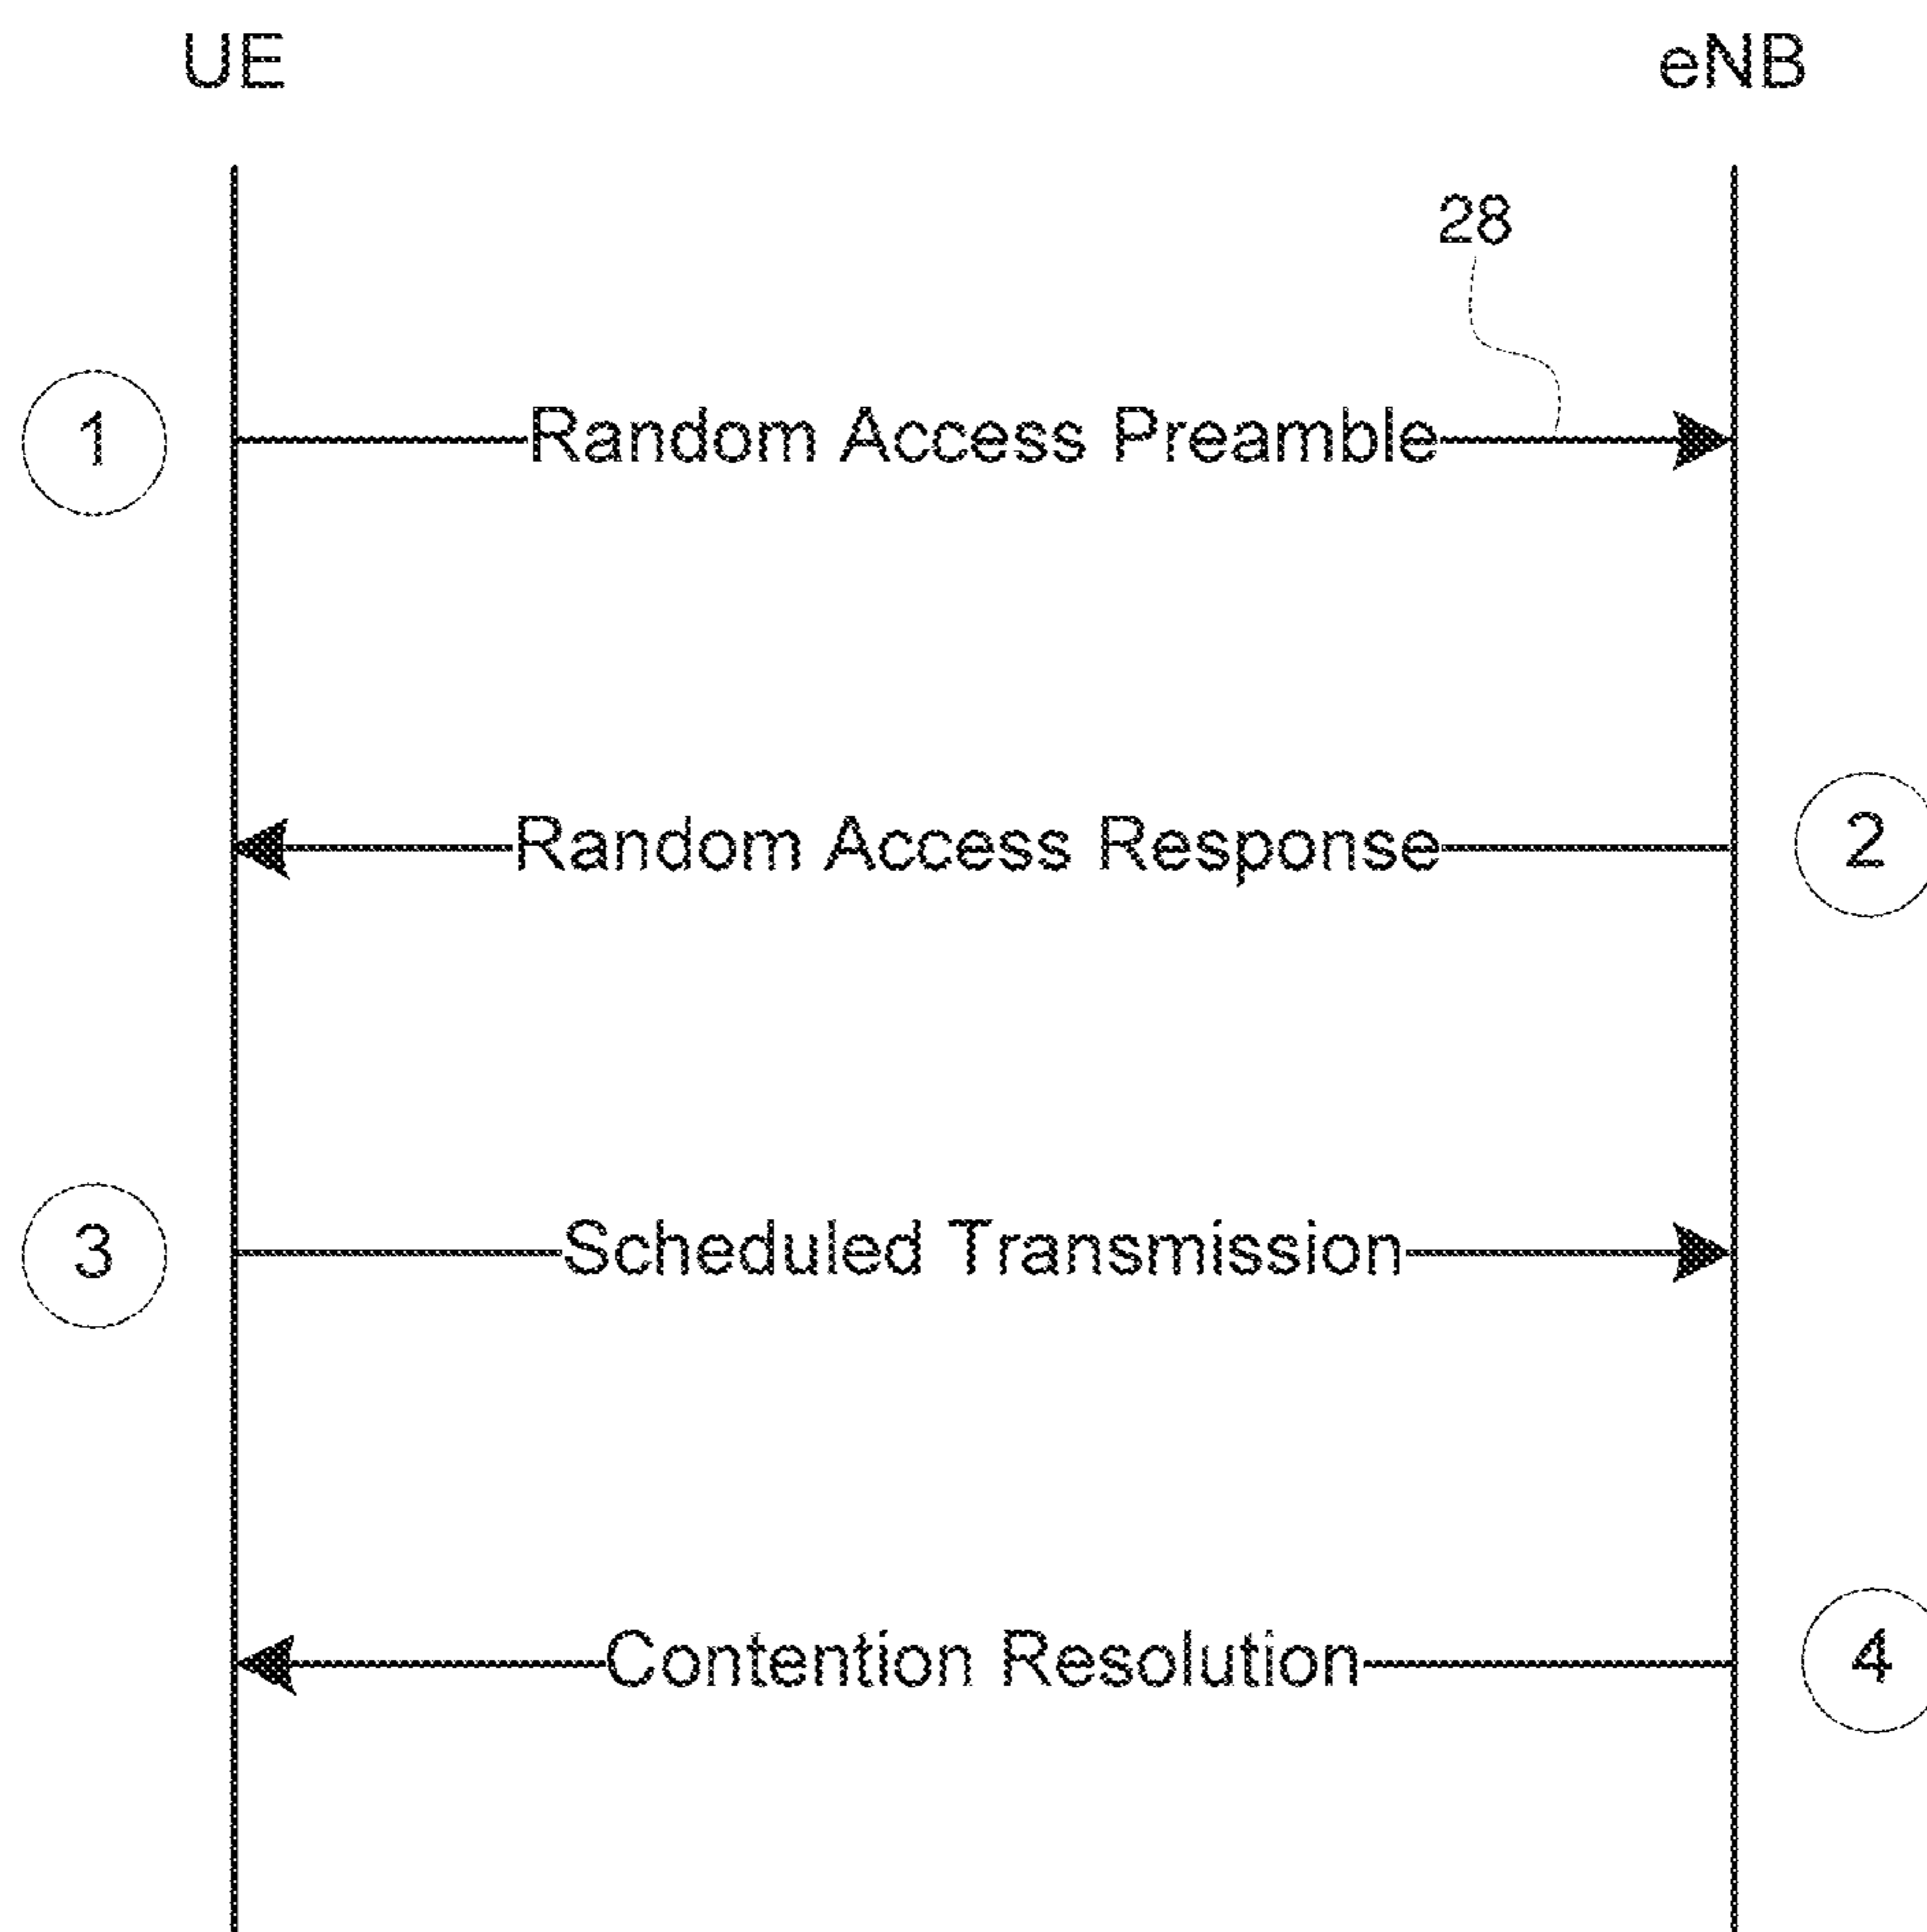 UE eNB
28
1 Random Access Preamble
Random Access Response 2
3 Scheduled Transmission
Contention Resolution 4